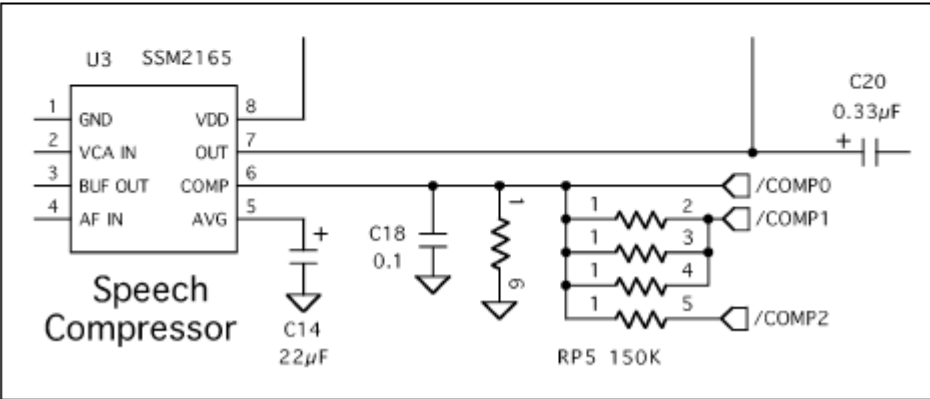 U3 SSM2165
1 GND VDD 8
2 VCA IN OUT 7
3 BUF OUT COMP 6
4 AF IN AVG 5
Speech
Compressor
+
C14
22µF
C18
0.1
1
6
1 2
1 3
1 4
1 5
RP5 150K
C20
0.33µF
+
/COMP0
/COMP1
/COMP2